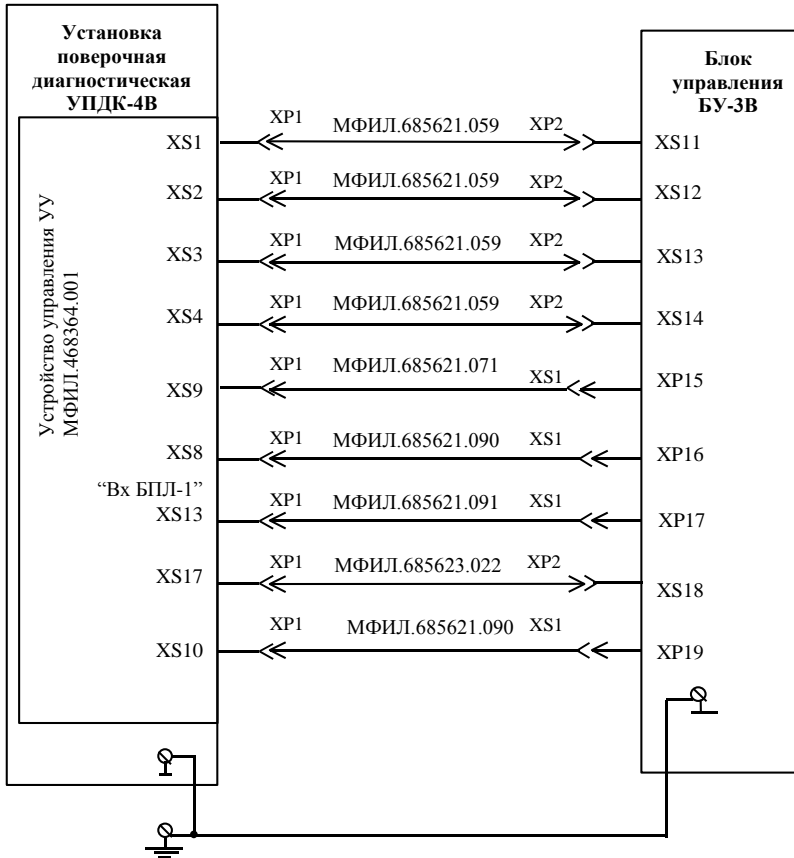 Установка
поверочная
диагностическая
УПДК-4В
Блок
управления
БУ-3В
Устройство управления УУ
МФИЛ.468364.001
XS1
XP1
МФИЛ.685621.059
XP2
XS11
XS2
XP1
МФИЛ.685621.059
XP2
XS12
XS3
XP1
МФИЛ.685621.059
XP2
XS13
XS4
XP1
МФИЛ.685621.059
XP2
XS14
XS9
XP1
МФИЛ.685621.071
XS1
XP15
XS8
XP1
МФИЛ.685621.090
XS1
XP16
“Вх БПЛ-1”
XS13
XP1
МФИЛ.685621.091
XS1
XP17
XS17
XP1
МФИЛ.685623.022
XP2
XS18
XS10
XP1
МФИЛ.685621.090
XS1
XP19